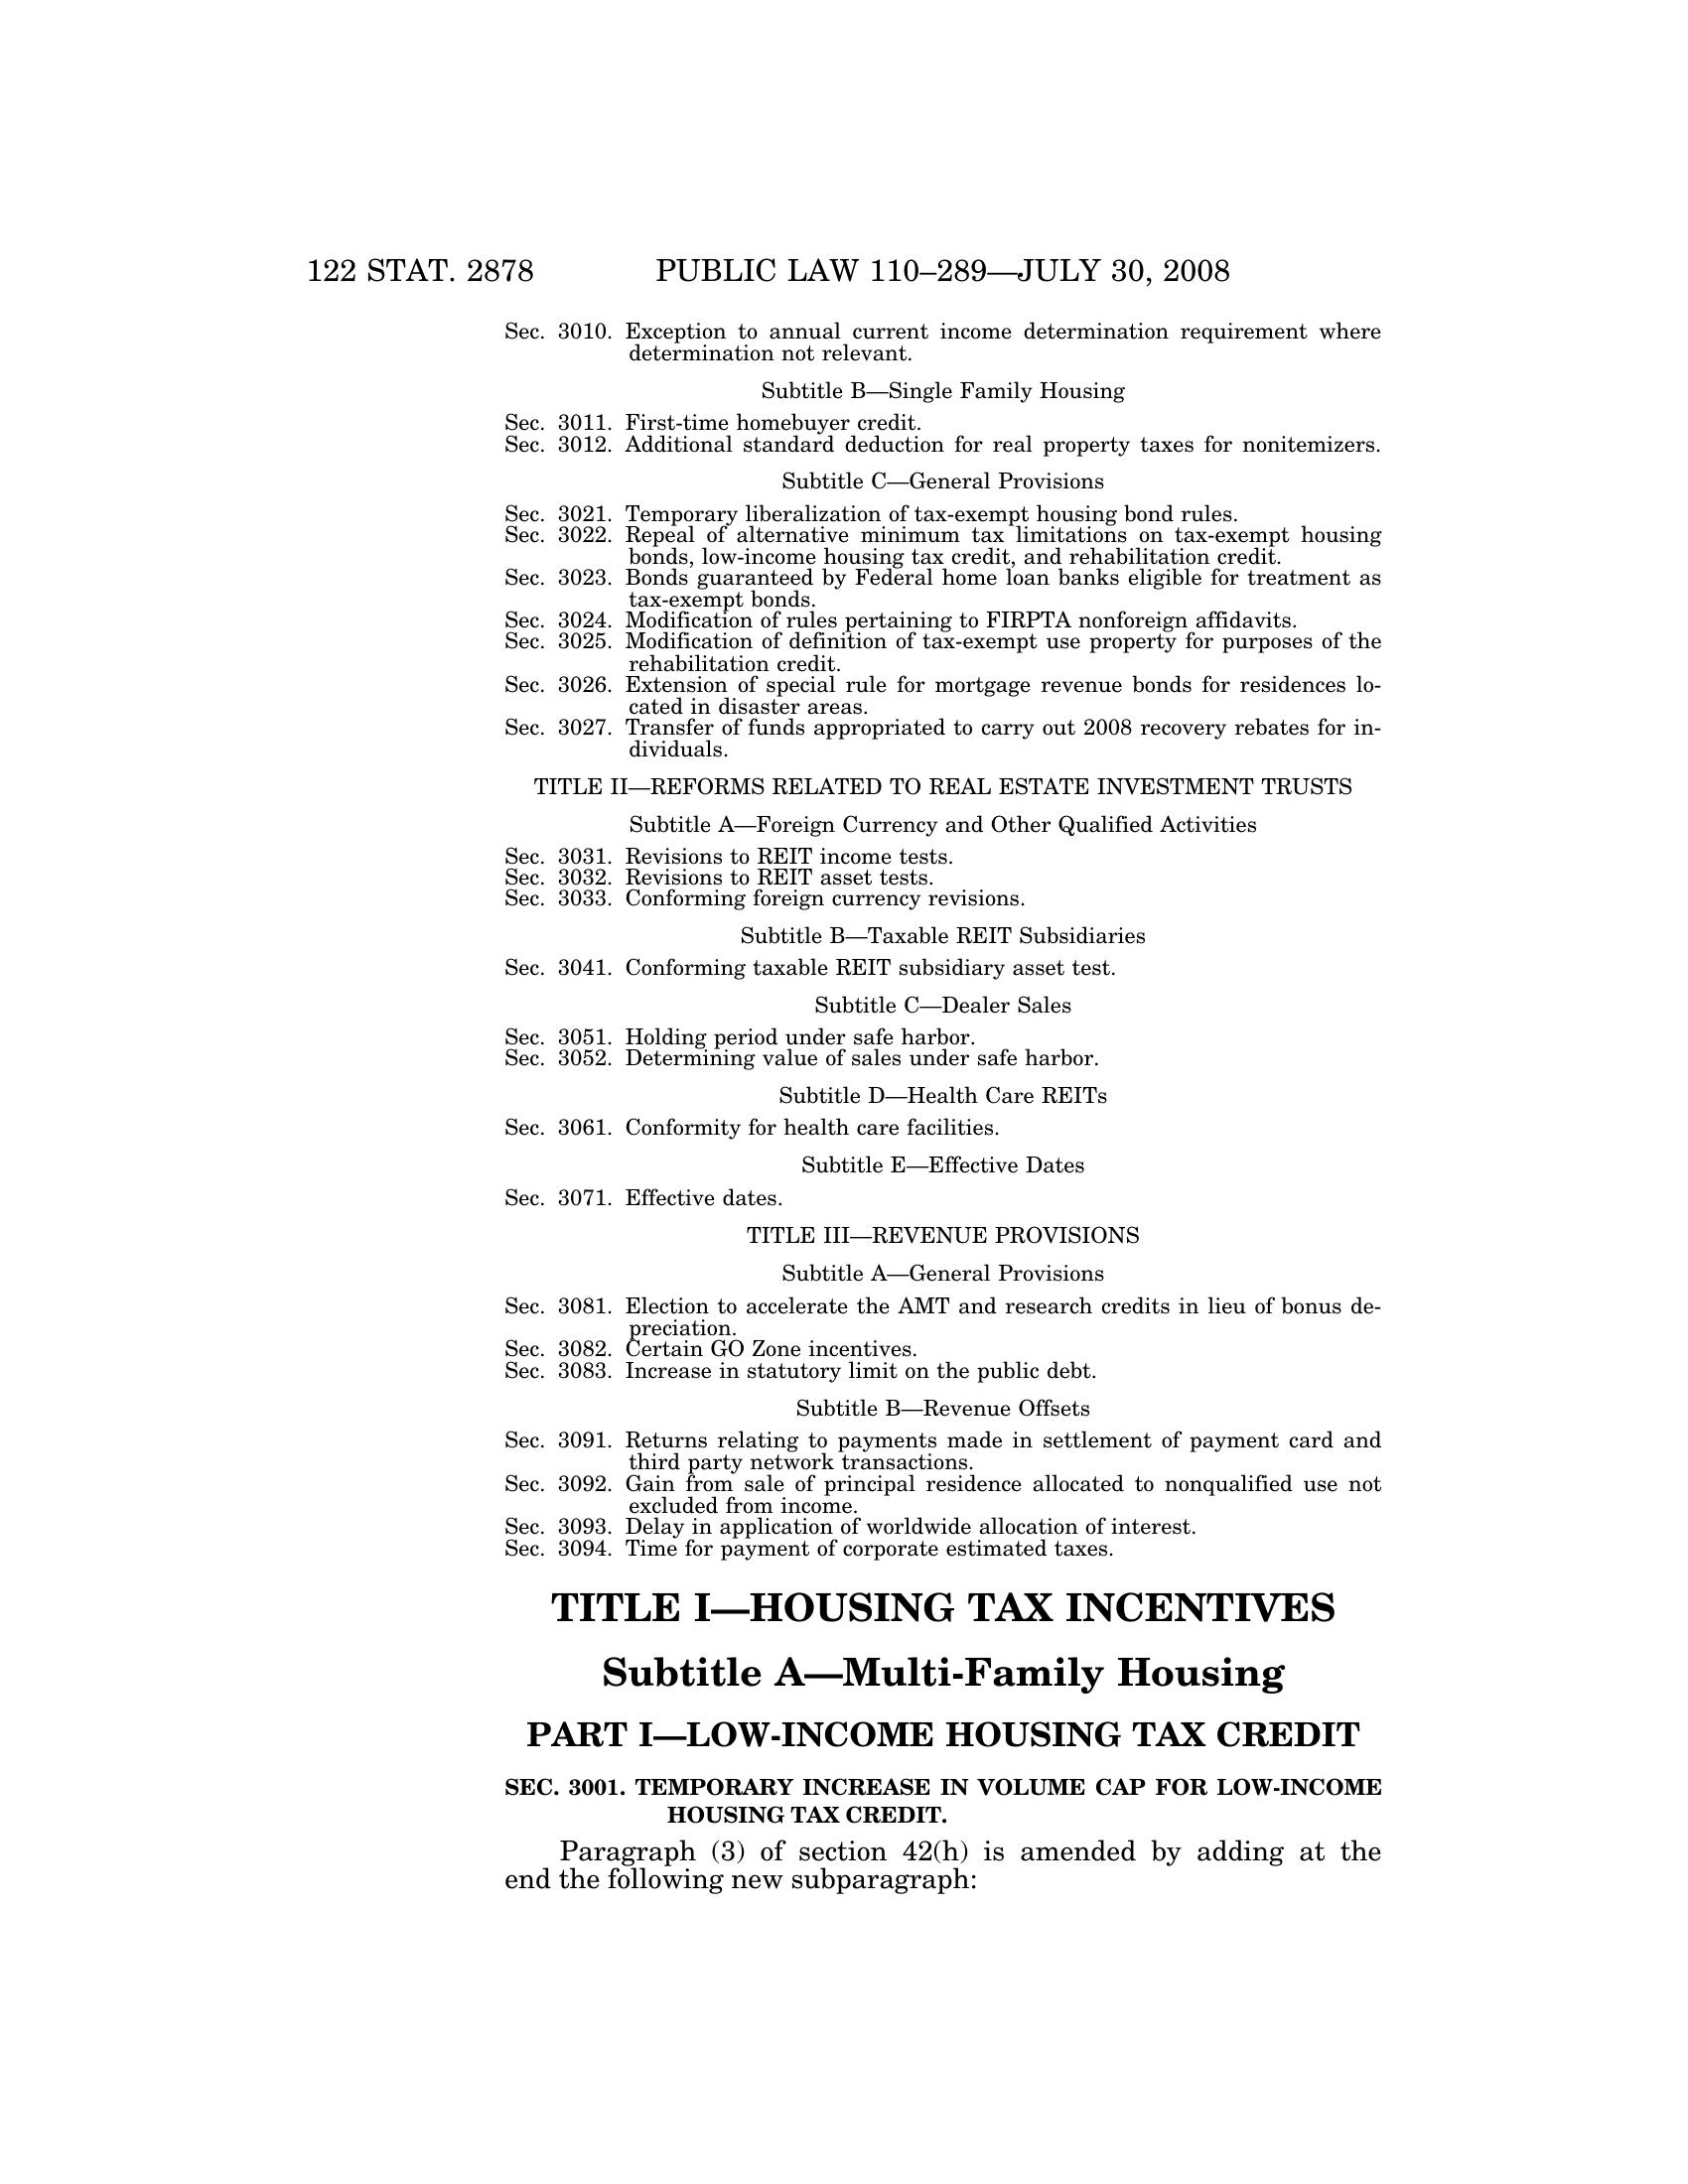 122 STAT. 2878 PUBLIC LAW 110–289—JULY 30, 2008
Sec. 3010. Exception to annual current income determination requirement where
determination not relevant.
Subtitle B—Single Family Housing
Sec. 3011. First-time homebuyer credit.
Sec. 3012. Additional standard deduction for real property taxes for nonitemizers.
Subtitle C—General Provisions
Sec. 3021. Temporary liberalization of tax-exempt housing bond rules.
Sec. 3022. Repeal of alternative minimum tax limitations on tax-exempt housing
bonds, low-income housing tax credit, and rehabilitation credit.
Sec. 3023. Bonds guaranteed by Federal home loan banks eligible for treatment as
tax-exempt bonds.
Sec. 3024. Modification of rules pertaining to FIRPTA nonforeign affidavits.
Sec. 3025. Modification of definition of tax-exempt use property for purposes of the
rehabilitation credit.
Sec. 3026. Extension of special rule for mortgage revenue bonds for residences lo-
cated in disaster areas.
Sec. 3027. Transfer of funds appropriated to carry out 2008 recovery rebates for in-
dividuals.
TITLE II—REFORMS RELATED TO REAL ESTATE INVESTMENT TRUSTS
Subtitle A—Foreign Currency and Other Qualified Activities
Sec. 3031. Revisions to REIT income tests.
Sec. 3032. Revisions to REIT asset tests.
Sec. 3033. Conforming foreign currency revisions.
Subtitle B—Taxable REIT Subsidiaries
Sec. 3041. Conforming taxable REIT subsidiary asset test.
Subtitle C—Dealer Sales
Sec. 3051. Holding period under safe harbor.
Sec. 3052. Determining value of sales under safe harbor.
Subtitle D—Health Care REITs
Sec. 3061. Conformity for health care facilities.
Subtitle E—Effective Dates
Sec. 3071. Effective dates.
TITLE III—REVENUE PROVISIONS
Subtitle A—General Provisions
Sec. 3081. Election to accelerate the AMT and research credits in lieu of bonus de-
preciation.
Sec. 3082. Certain GO Zone incentives.
Sec. 3083. Increase in statutory limit on the public debt.
Subtitle B—Revenue Offsets
Sec. 3091. Returns relating to payments made in settlement of payment card and
third party network transactions.
Sec. 3092. Gain from sale of principal residence allocated to nonqualified use not
excluded from income.
Sec. 3093. Delay in application of worldwide allocation of interest.
Sec. 3094. Time for payment of corporate estimated taxes.
TITLE I—HOUSING TAX INCENTIVES
Subtitle A—Multi-Family Housing
PART I—LOW-INCOME HOUSING TAX CREDIT
SEC. 3001. TEMPORARY INCREASE IN VOLUME CAP FOR LOW-INCOME
HOUSING TAX CREDIT.
Paragraph (3) of section 42(h) is amended by adding at the
end the following new subparagraph: